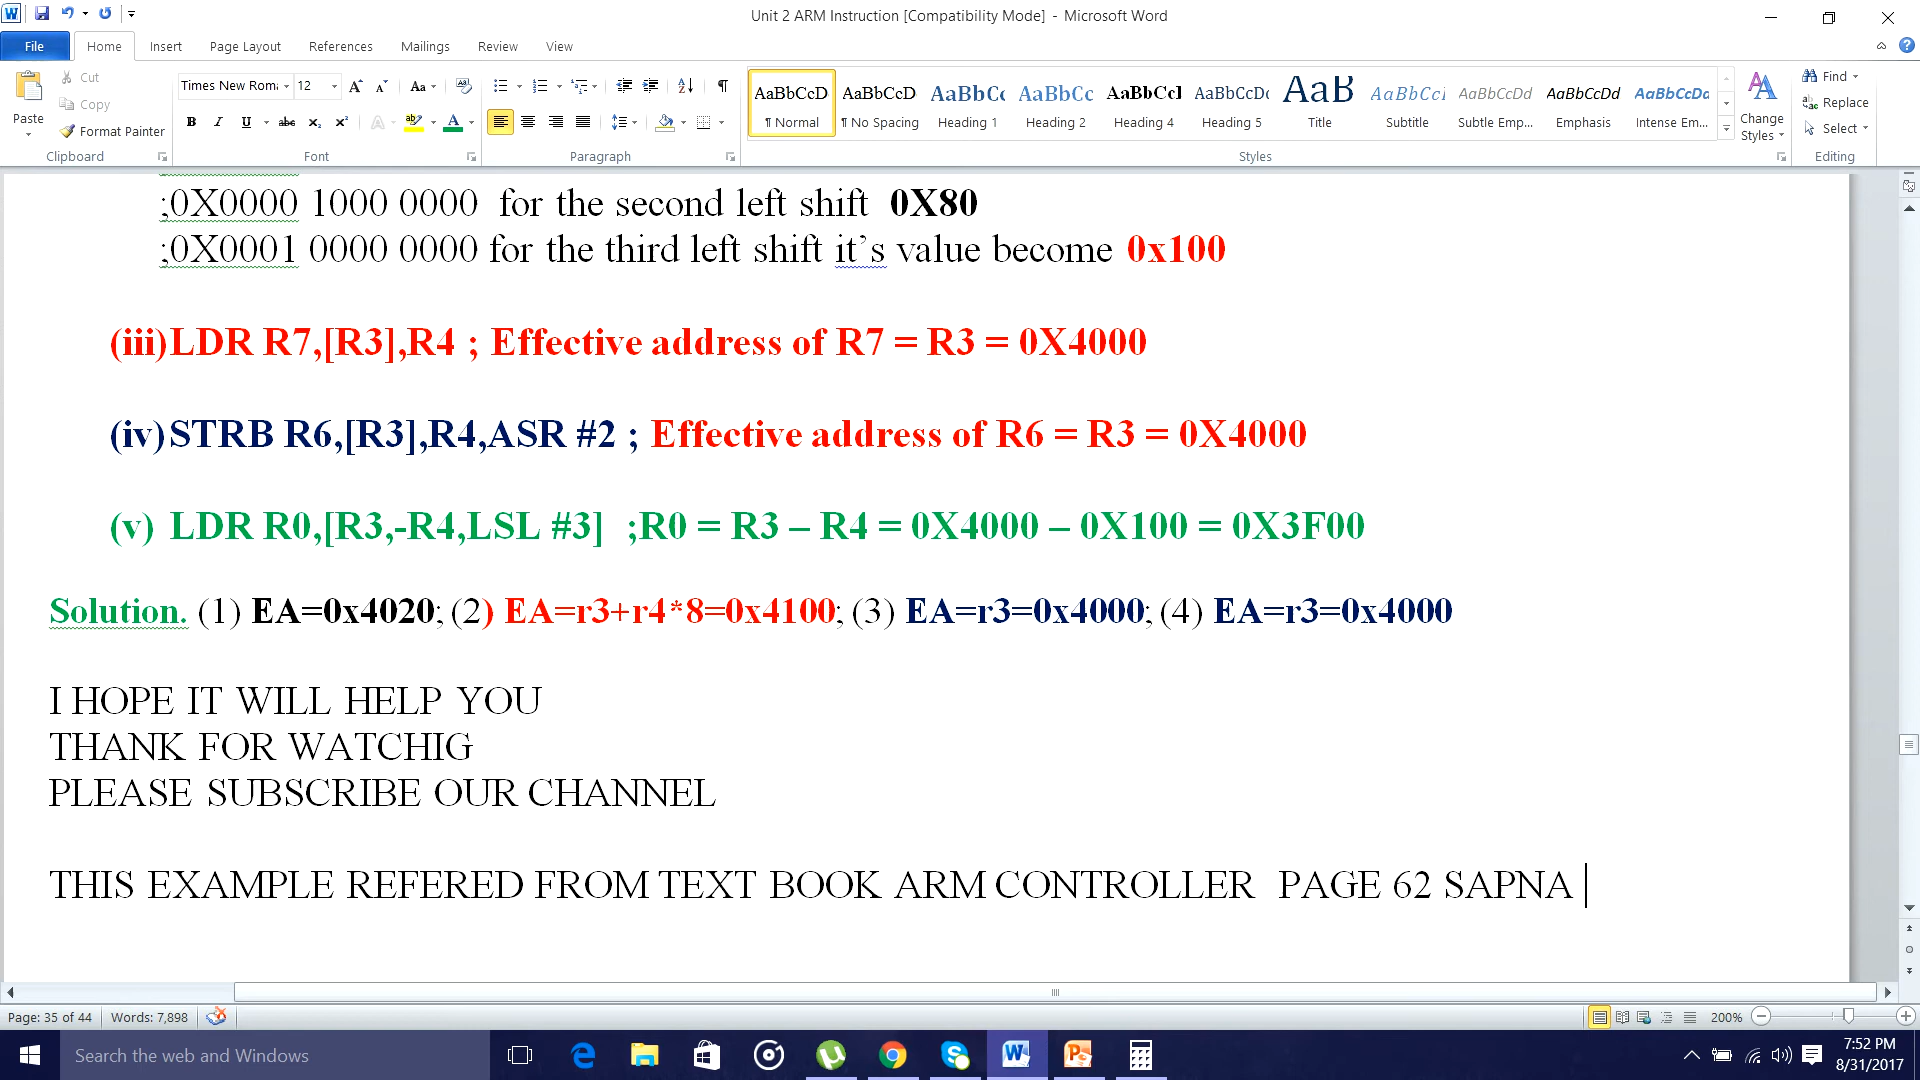 Unit 2 ARM Instruction [Compatibility Mode] - Microsoft Word
File Home Insert Page Layout References Mailings Review View
Paste
Cut
Copy
Format Painter
Clipboard
Times New Roma 12
Font
Paragraph
AaBbCcD AaBbCcD AaBbCc AaBbCc AaBbCcI AaBbCcDc AaB AaBbCcI AaBbCcDd AaBbCcDd AaBbCcDc
¶ Normal ¶ No Spacing Heading 1 Heading 2 Heading 4 Heading 5 Title Subtitle Subtle Emp... Emphasis Intense Em...
Styles
Change Styles
Find
Replace
Select
Editing
;0X0000 1000 0000 for the second left shift 0X80
;0X0001 0000 0000 for the third left shift it’s value become 0x100
(iii)LDR R7,[R3],R4 ; Effective address of R7 = R3 = 0X4000
(iv)STRB R6,[R3],R4,ASR #2 ; Effective address of R6 = R3 = 0X4000
(v) LDR R0,[R3,-R4,LSL #3] ;R0 = R3 – R4 = 0X4000 – 0X100 = 0X3F00
Solution. (1) EA=0x4020; (2) EA=r3+r4*8=0x4100; (3) EA=r3=0x4000; (4) EA=r3=0x4000
I HOPE IT WILL HELP YOU
THANK FOR WATCHIG
PLEASE SUBSCRIBE OUR CHANNEL
THIS EXAMPLE REFERED FROM TEXT BOOK ARM CONTROLLER PAGE 62 SAPNA
Page: 35 of 44 Words: 7,898 200%
Search the web and Windows
7:52 PM
8/31/2017